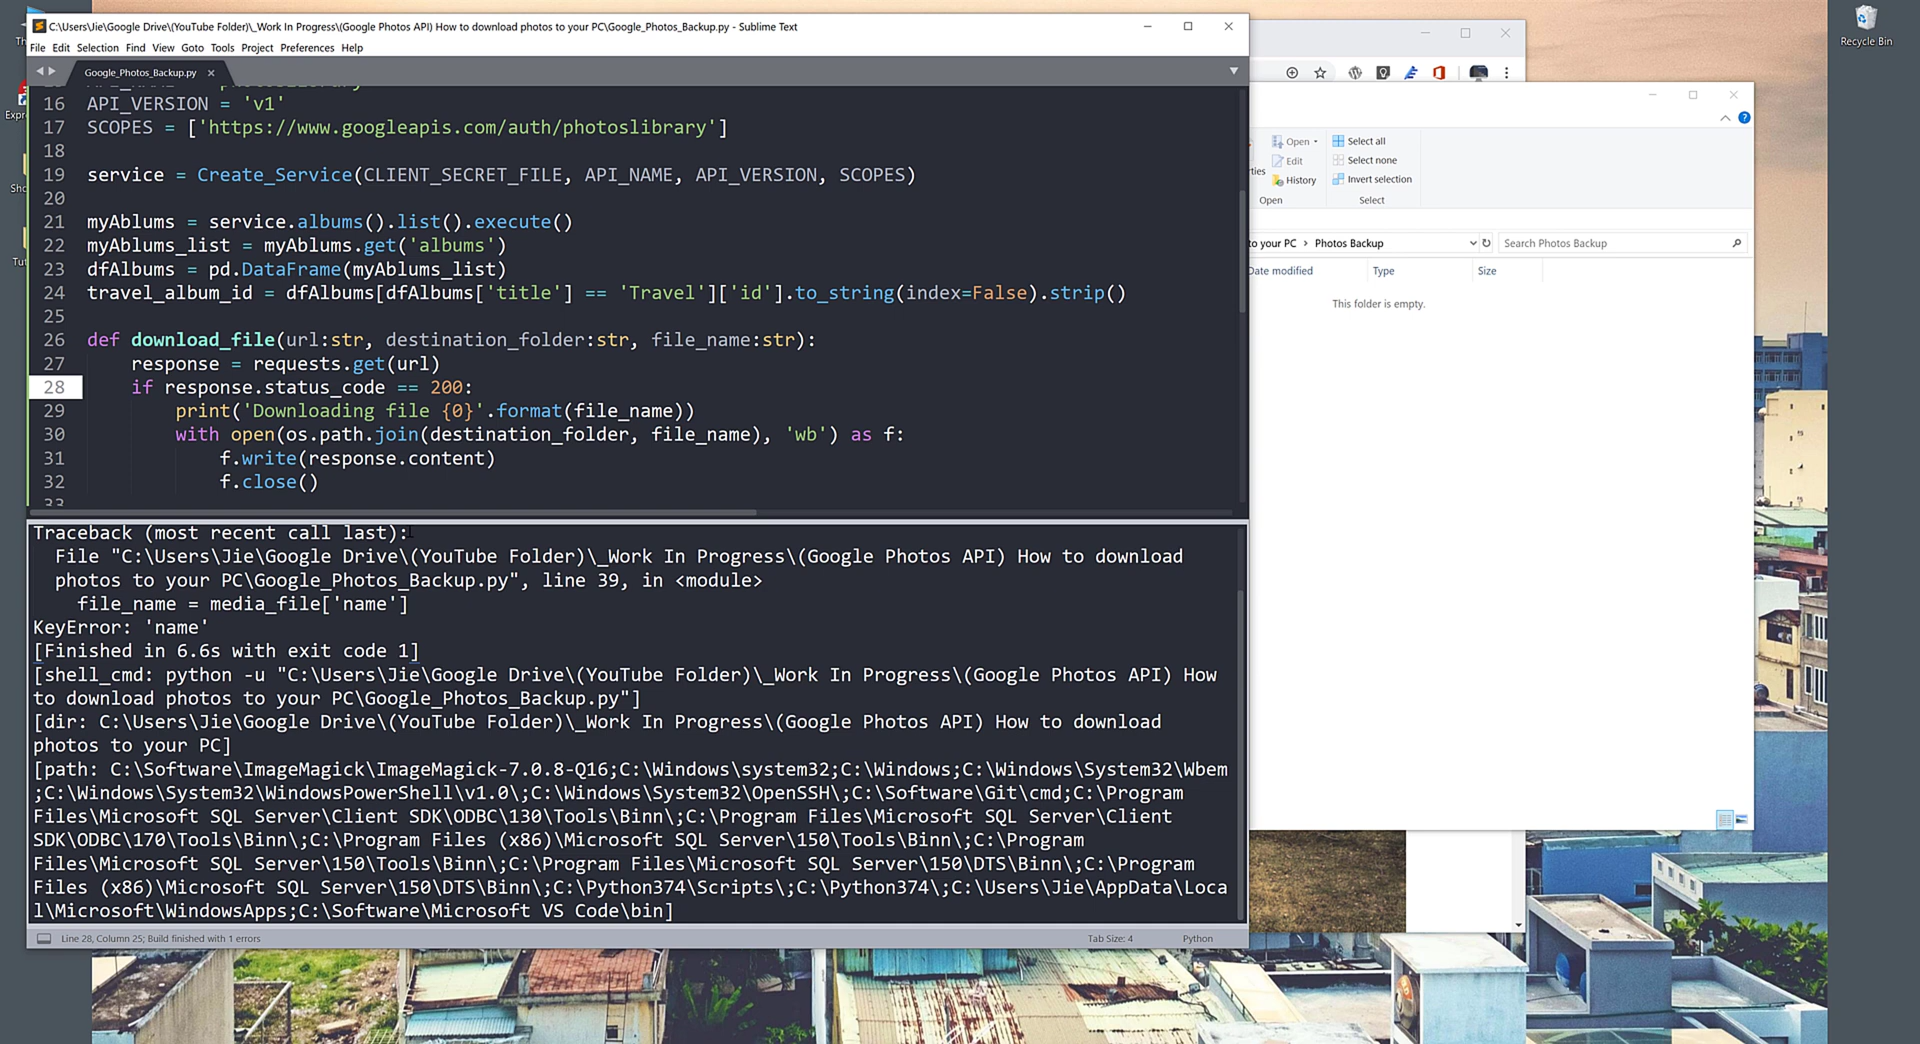 C:\Users\Jie\Google Drive\(YouTube Folder)\_Work In Progress\(Google Photos API) How to download photos to your PC\Google_Photos_Backup.py - Sublime Text
File Edit Selection Find View Goto Tools Project Preferences Help
Google_Photos_Backup.py
16 API_VERSION = 'v1'
17 SCOPES = ['https://www.googleapis.com/auth/photoslibrary']
18
19 service = Create_Service(CLIENT_SECRET_FILE, API_NAME, API_VERSION, SCOPES)
20
21 myAblums = service.albums().list().execute()
22 myAblums_list = myAblums.get('albums')
23 dfAlbums = pd.DataFrame(myAblums_list)
24 travel_album_id = dfAlbums[dfAlbums['title'] == 'Travel']['id'].to_string(index=False).strip()
25
26 def download_file(url:str, destination_folder:str, file_name:str):
27 response = requests.get(url)
28 if response.status_code == 200:
29 print('Downloading file {0}'.format(file_name))
30 with open(os.path.join(destination_folder, file_name), 'wb') as f:
31 f.write(response.content)
32 f.close()
33
Traceback (most recent call last):
File "C:\Users\Jie\Google Drive\(YouTube Folder)\_Work In Progress\(Google Photos API) How to download
photos to your PC\Google_Photos_Backup.py", line 39, in <module>
file_name = media_file['name']
KeyError: 'name'
[Finished in 6.6s with exit code 1]
[shell_cmd: python -u "C:\Users\Jie\Google Drive\(YouTube Folder)\_Work In Progress\(Google Photos API) How
to download photos to your PC\Google_Photos_Backup.py"]
[dir: C:\Users\Jie\Google Drive\(YouTube Folder)\_Work In Progress\(Google Photos API) How to download
photos to your PC]
[path: C:\Software\ImageMagick\ImageMagick-7.0.8-Q16;C:\Windows\system32;C:\Windows;C:\Windows\System32\Wbem
;C:\Windows\System32\WindowsPowerShell\v1.0\;C:\Windows\System32\OpenSSH\;C:\Software\Git\cmd;C:\Program
Files\Microsoft SQL Server\Client SDK\ODBC\130\Tools\Binn\;C:\Program Files\Microsoft SQL Server\Client
SDK\ODBC\170\Tools\Binn\;C:\Program Files (x86)\Microsoft SQL Server\150\Tools\Binn\;C:\Program
Files\Microsoft SQL Server\150\Tools\Binn\;C:\Program Files\Microsoft SQL Server\150\DTS\Binn\;C:\Program
Files (x86)\Microsoft SQL Server\150\DTS\Binn\;C:\Python374\Scripts\;C:\Python374\;C:\Users\Jie\AppData\Loca
l\Microsoft\WindowsApps;C:\Software\Microsoft VS Code\bin]
Line 28, Column 25; Build finished with 1 errors
Tab Size: 4
Python
Open
Edit
History
Open
Select all
Select none
Invert selection
Select
to your PC > Photos Backup
Search Photos Backup
Date modified
Type
Size
This folder is empty.
Recycle Bin